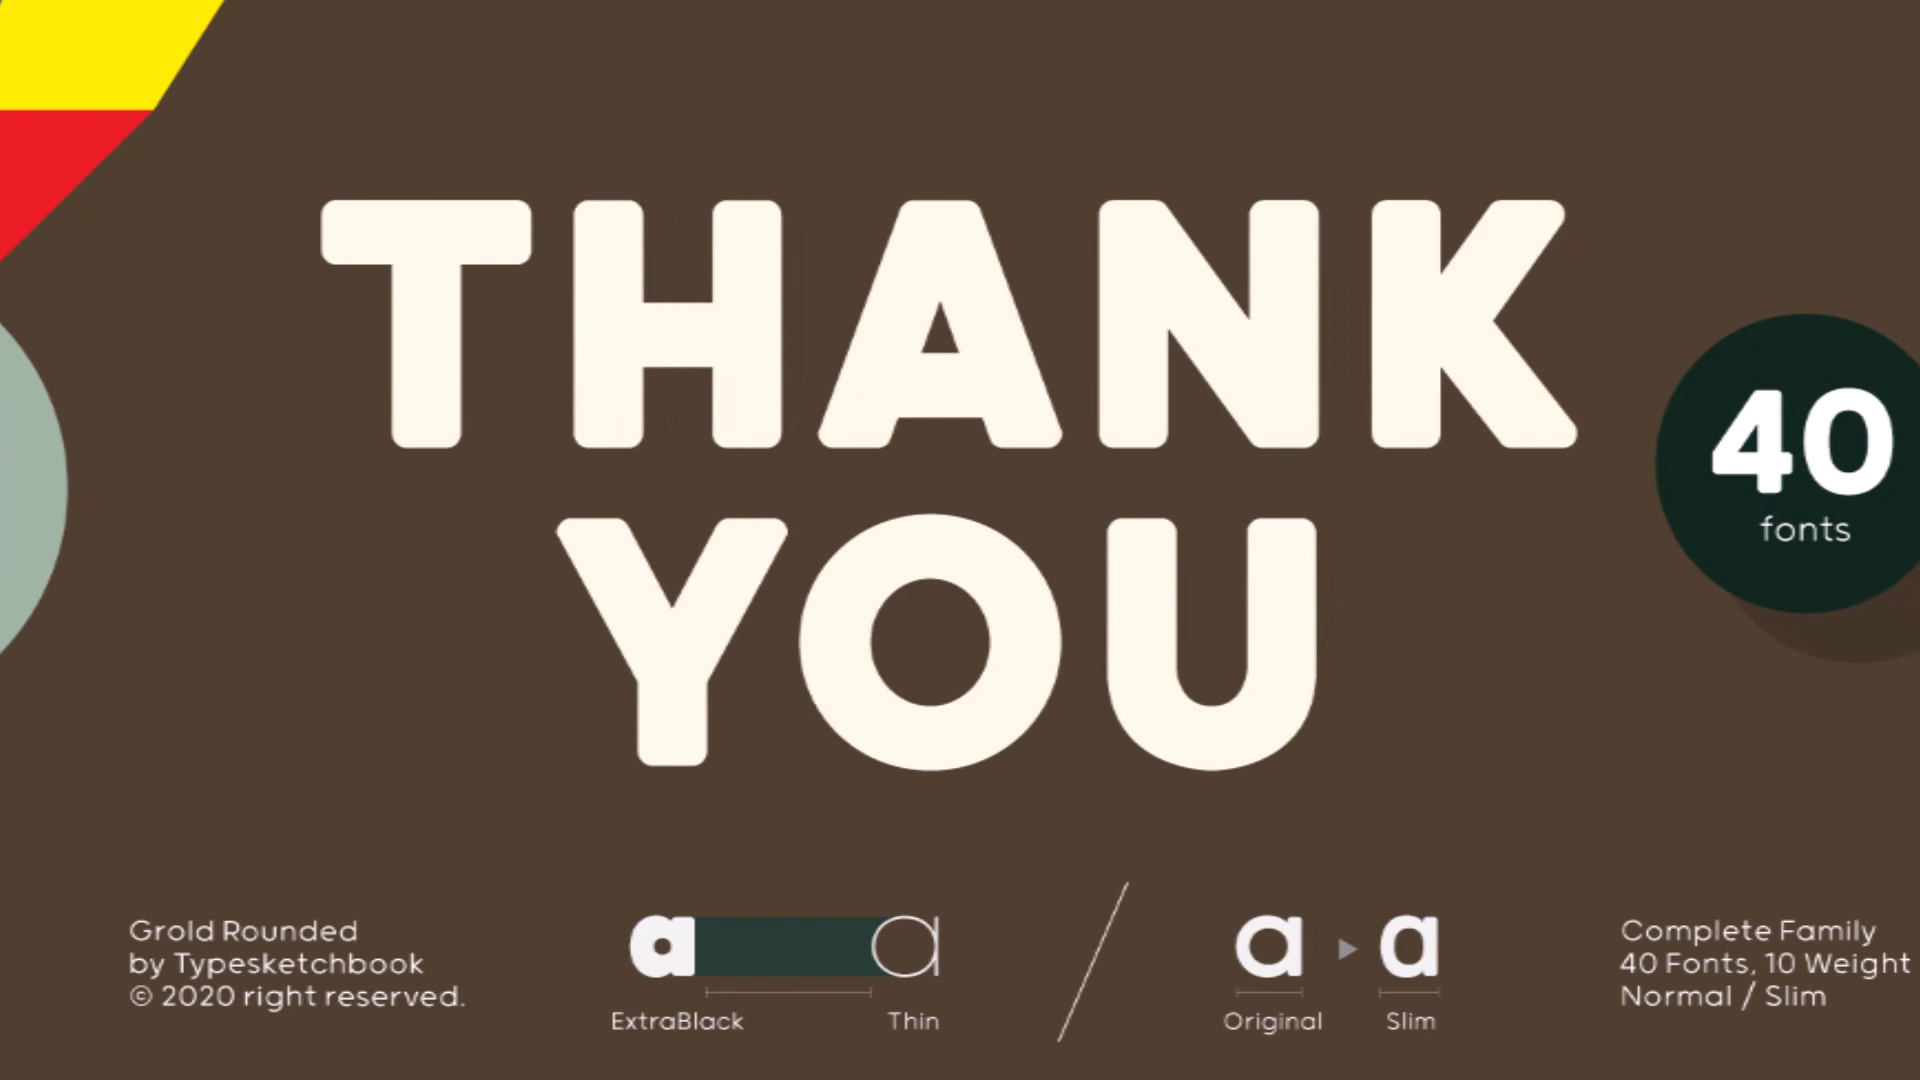 THANK
YOU
40
fonts
Grold Rounded
by Typesketchbook
© 2020 right reserved.
a a
ExtraBlack Thin
a a
Original Slim
Complete Family
40 Fonts, 10 Weight
Normal / Slim